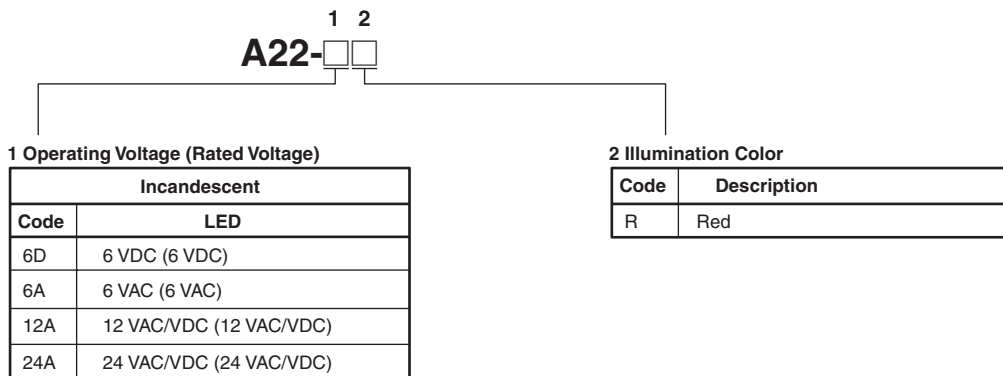 1 2
A22-□□
1 Operating Voltage (Rated Voltage)
Incandescent
Code LED
6D 6 VDC (6 VDC)
6A 6 VAC (6 VAC)
12A 12 VAC/VDC (12 VAC/VDC)
24A 24 VAC/VDC (24 VAC/VDC)
2 Illumination Color
Code Description
R Red